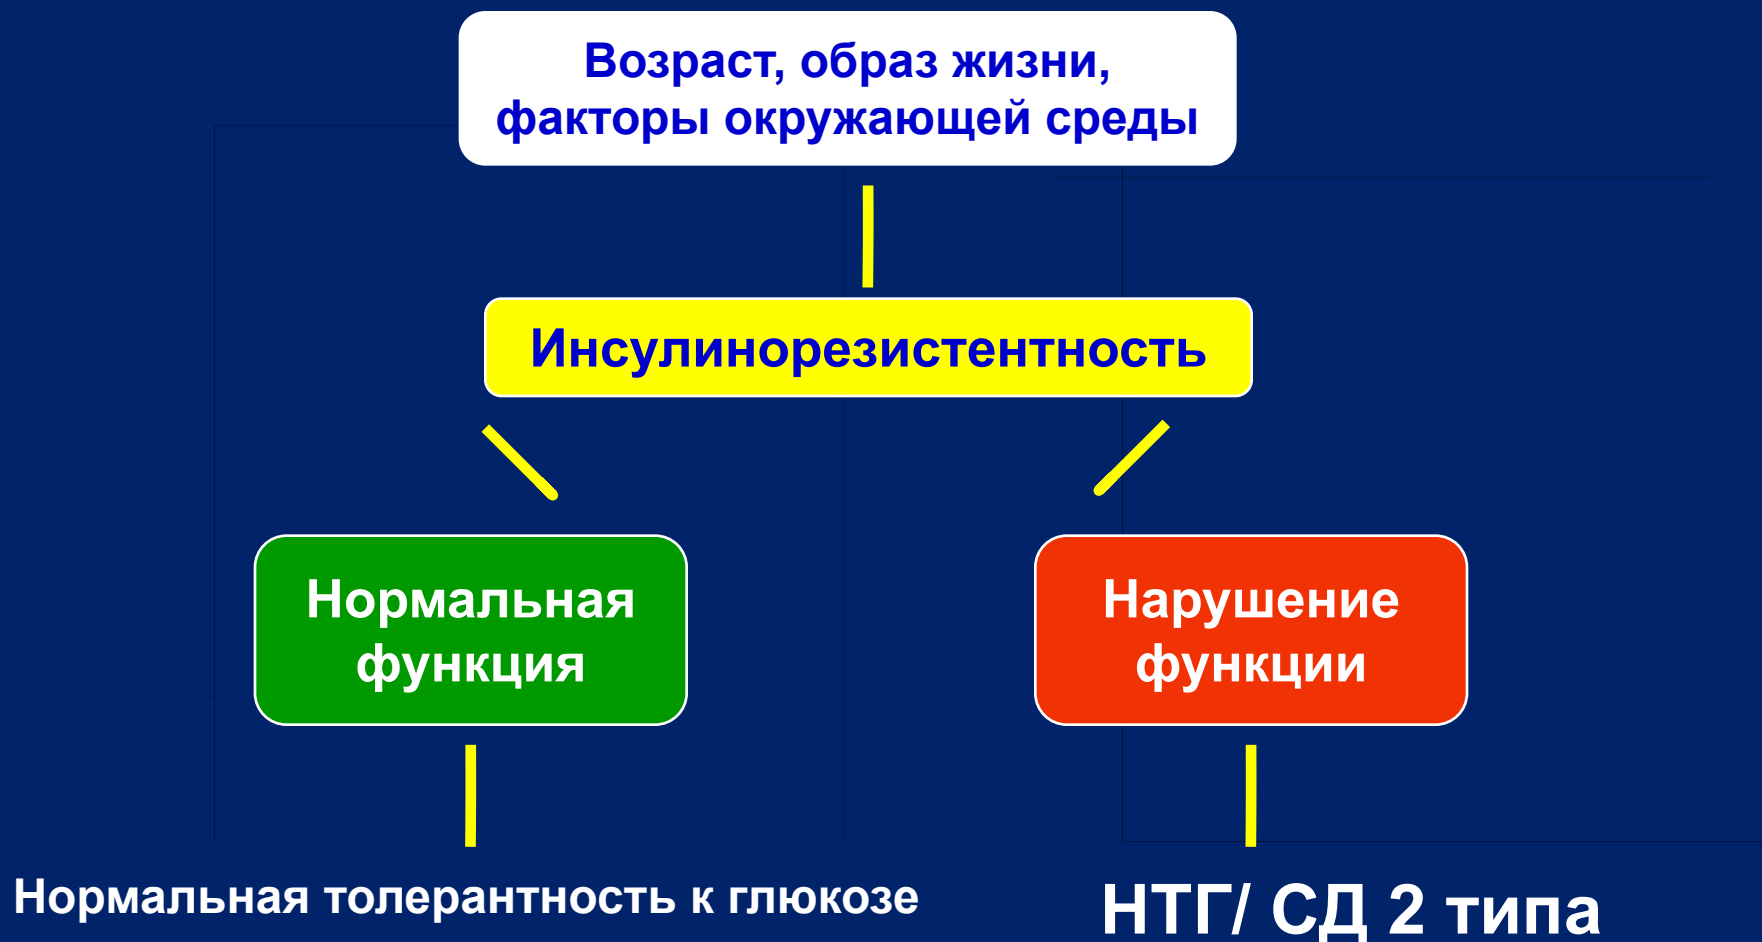 Возраст, образ жизни,
факторы окружающей среды
Инсулинорезистентность
Нормальная
функция
Нарушение
функции
Нормальная толерантность к глюкозе
НТГ/ СД 2 типа